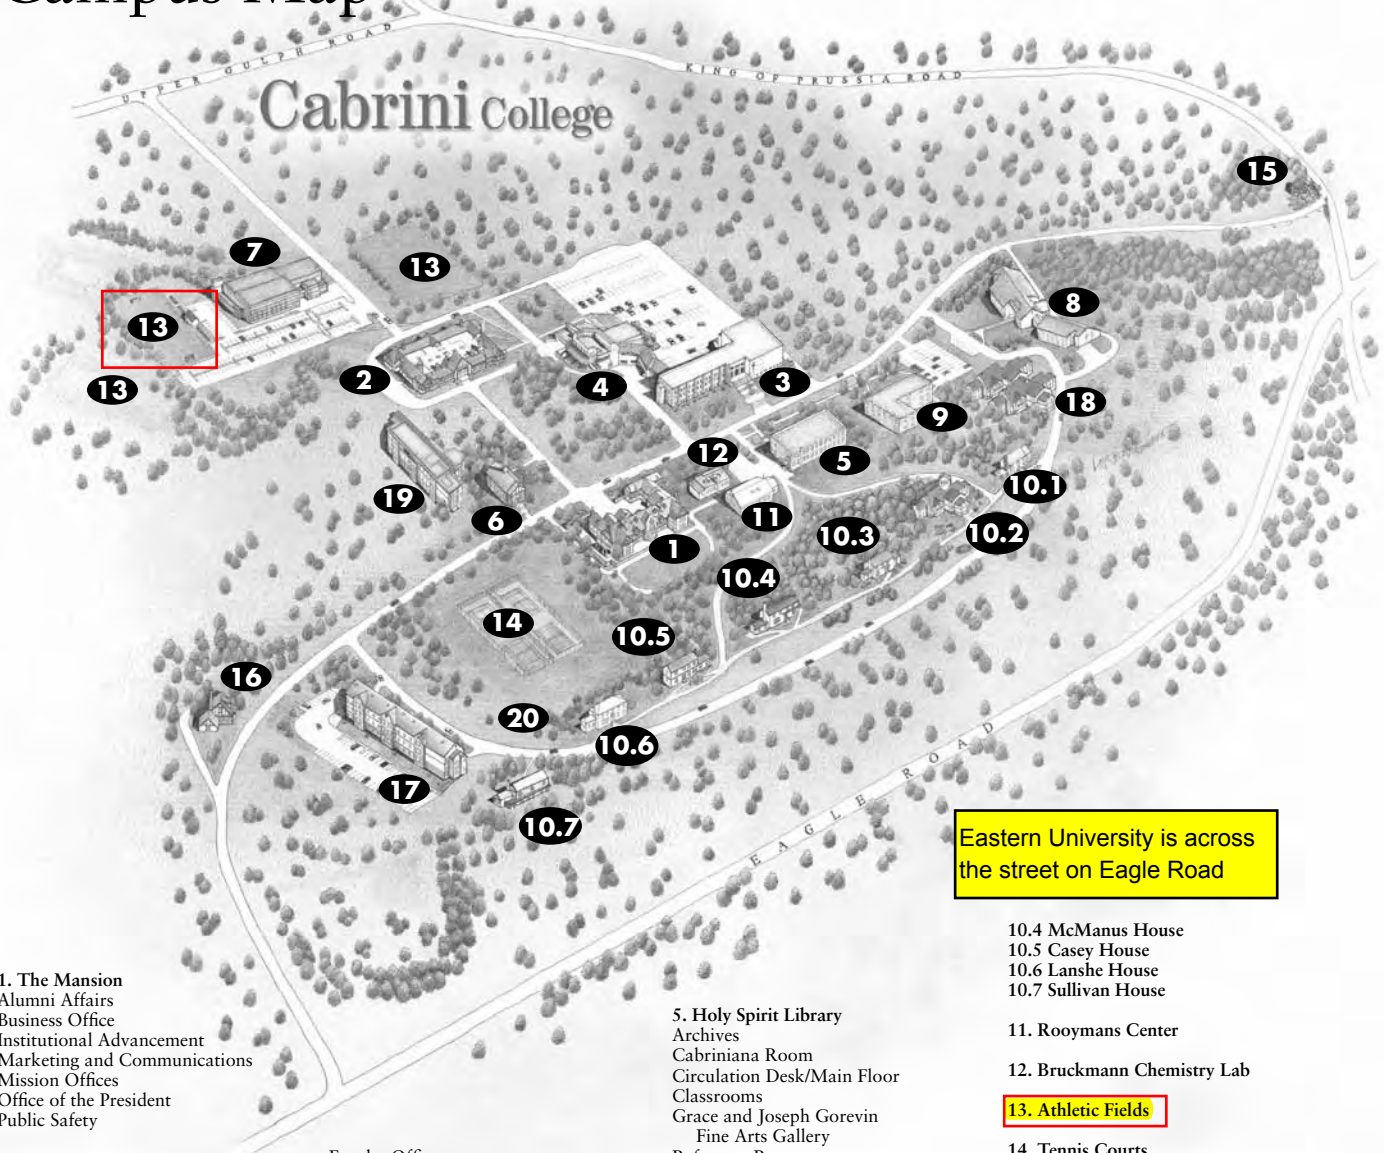 Campus Map
UPPER GULPH ROAD
KING OF PRUSSIA ROAD
Cabrini College
15
7
13
8
13
13
2
4
3
18
9
12
5
19
10.1
6
11
10.3
10.2
1
10.4
14
10.5
16
20
10.6
17
10.7
EAGLE ROAD
Eastern University is across
the street on Eagle Road
1. The Mansion
Alumni Affairs
Business Office
Institutional Advancement
Marketing and Communications
Mission Offices
Office of the President
Public Safety
5. Holy Spirit Library
Archives
Cabriniana Room
Circulation Desk/Main Floor
Classrooms
Grace and Joseph Gorevin
Fine Arts Gallery
10.4 McManus House
10.5 Casey House
10.6 Lanshe House
10.7 Sullivan House
11. Rooymans Center
12. Bruckmann Chemistry Lab
13. Athletic Fields
14. Tennis Courts